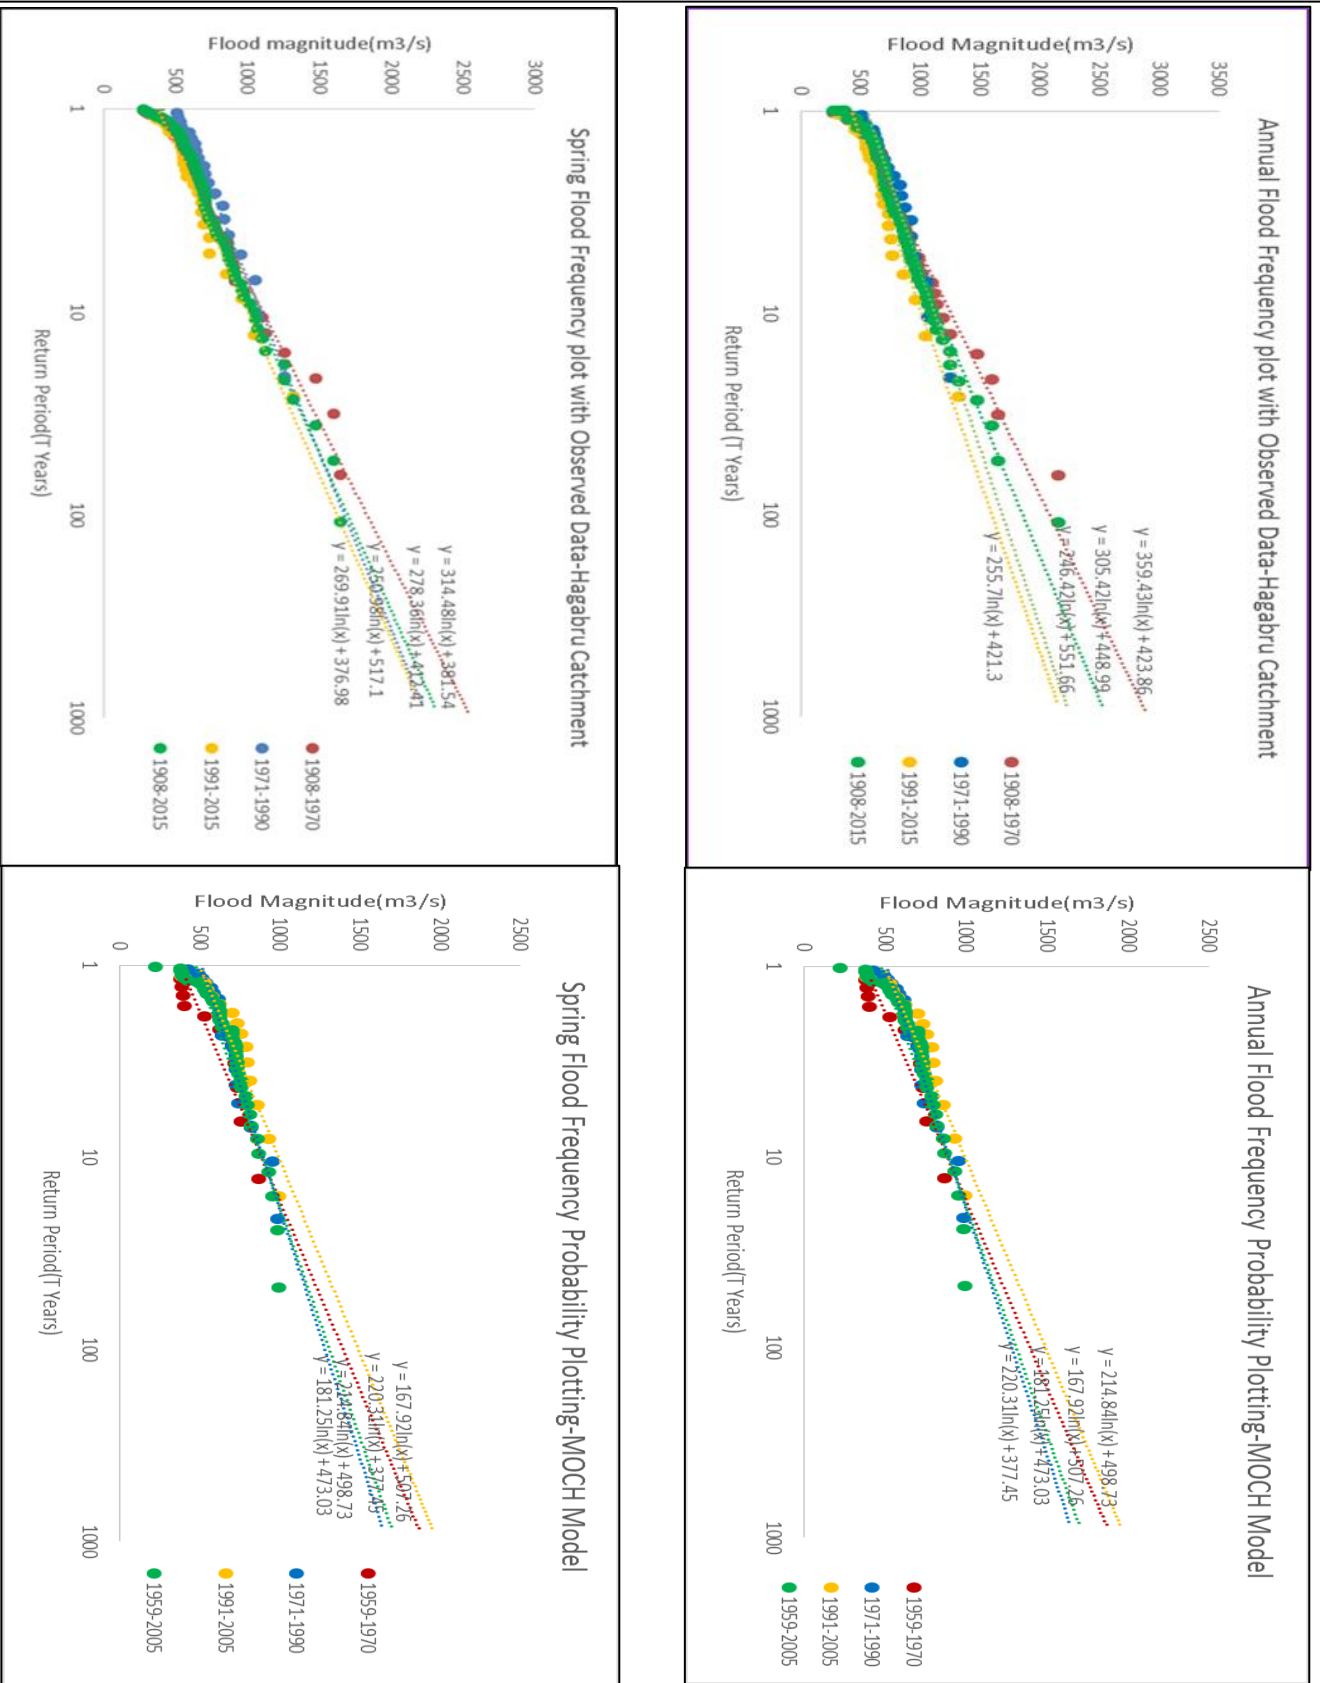 Annual Flood Frequency plot with Observed Data-Hagabru Catchment
Flood Magnitude(m3/s)
3500
3000
2500
2000
1500
1000
500
0
1
10
100
1000
Return Period (T Years)
y = 359.43ln(x) + 423.86
y = 305.42ln(x) + 448.99
y = 246.42ln(x) + 551.66
y = 255.7ln(x) + 421.3
1908-1970
1971-1990
1991-2015
1908-2015
Annual Flood Frequency Probability Plotting-MOCH Model
Flood Magnitude(m3/s)
2500
2000
1500
1000
500
0
1
10
100
1000
Return Period(T Years)
y = 214.84ln(x) + 498.73
y = 167.92ln(x) + 507.26
y = 181.25ln(x) + 473.03
y = 220.31ln(x) + 377.45
1959-1970
1971-1990
1991-2005
1959-2005
Spring Flood Frequency plot with Observed Data-Hagabru Catchment
Flood magnitude(m3/s)
3000
2500
2000
1500
1000
500
0
1
10
100
1000
Return Period(T Years)
y = 314.48ln(x) + 381.54
y = 278.36ln(x) + 412.41
y = 250.98ln(x) + 517.1
y = 269.91ln(x) + 376.98
1908-1970
1971-1990
1991-2015
1908-2015
Spring Flood Frequency Probability Plotting-MOCH Model
Flood Magnitude(m3/s)
2500
2000
1500
1000
500
0
1
10
100
1000
Return Period(T Years)
y = 167.92ln(x) + 507.26
y = 220.31ln(x) + 377.45
y = 214.84ln(x) + 498.73
y = 181.25ln(x) + 473.03
1959-1970
1971-1990
1991-2005
1959-2005